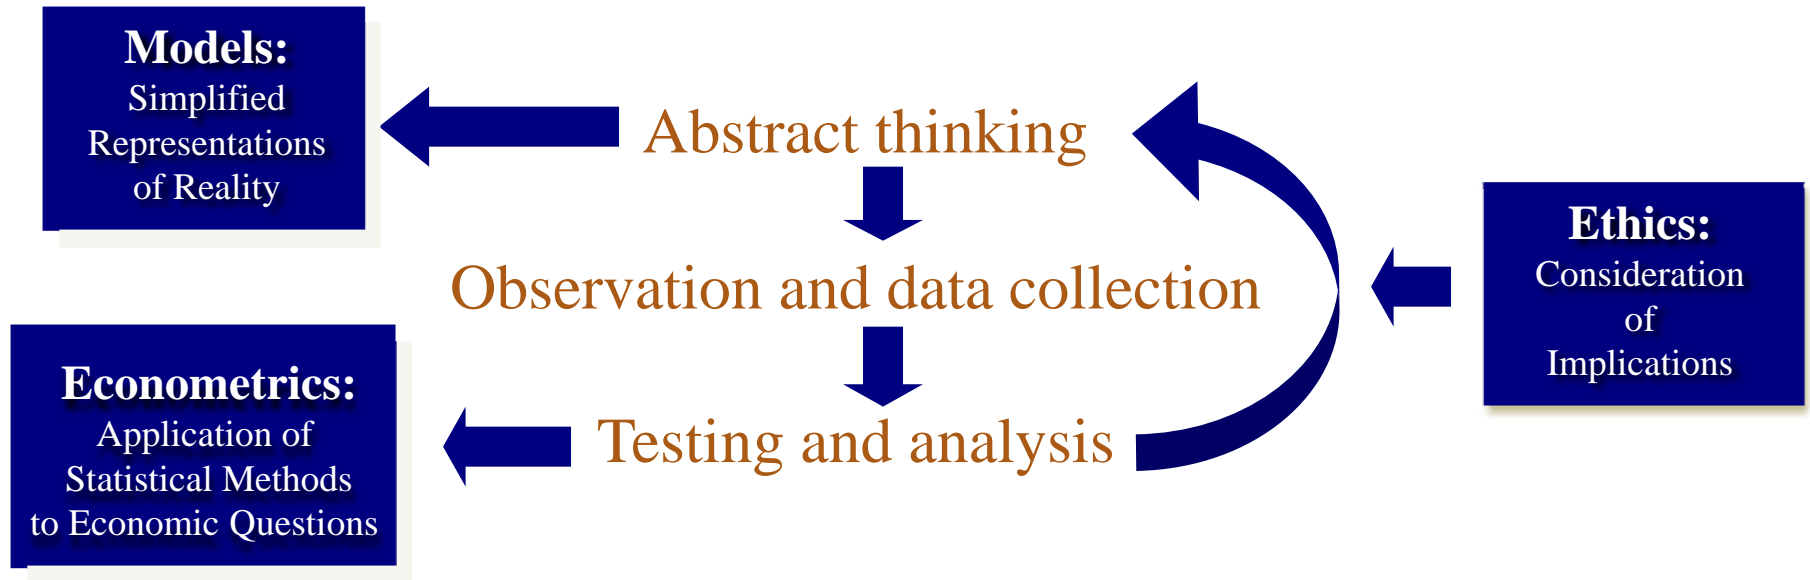 Models:
Simplified
Representations
of Reality
Abstract thinking
Observation and data collection
Testing and analysis
Econometrics:
Application of
Statistical Methods
to Economic Questions
Ethics:
Consideration
of
Implications